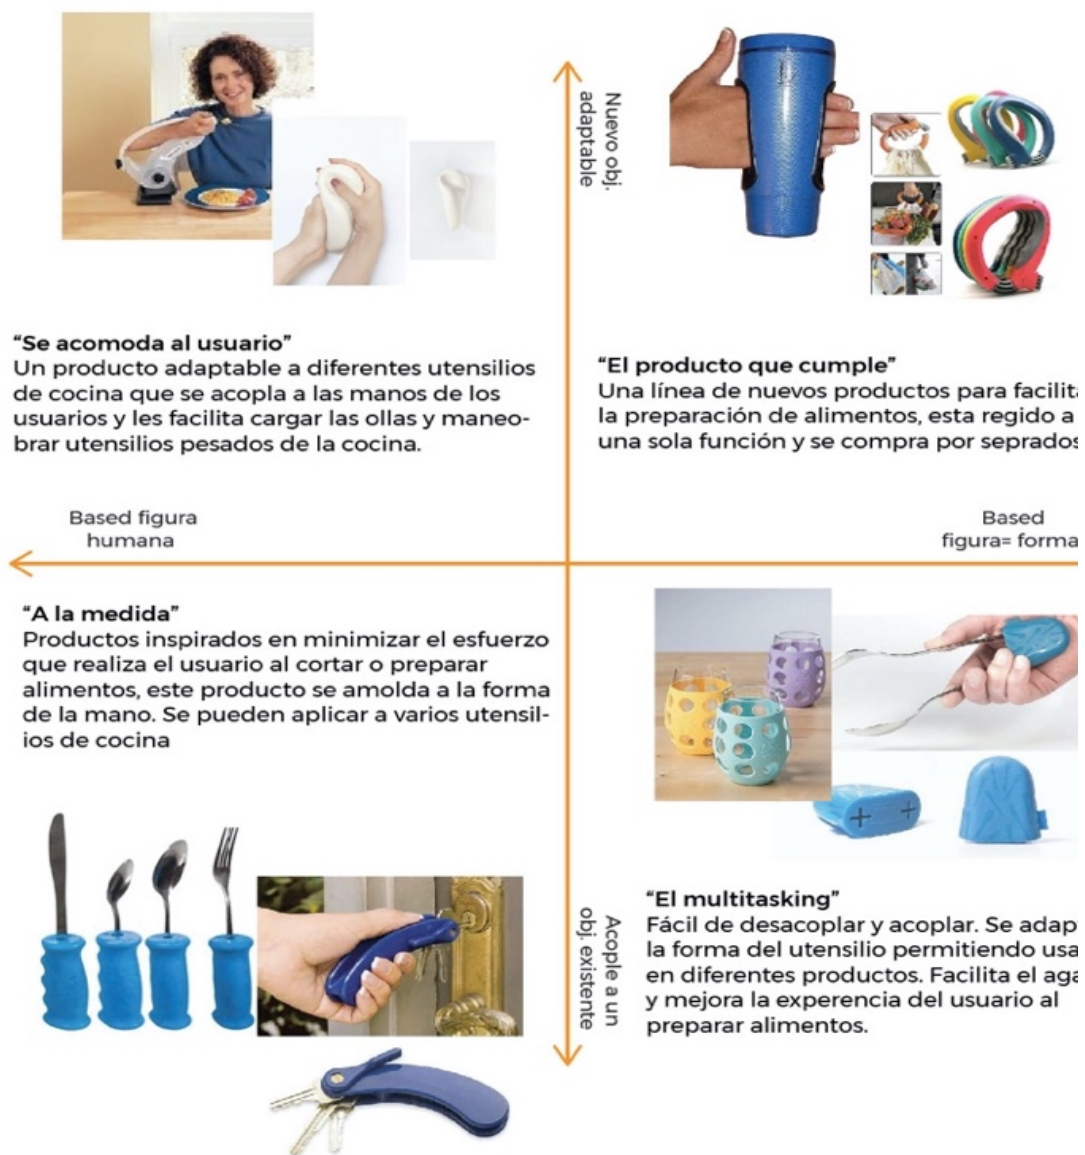 Nuevo obj.
adaptable
“Se acomoda al usuario”
Un producto adaptable a diferentes utensilios
de cocina que se acopla a las manos de los
usuarios y les facilita cargar las ollas y maneo-
brar utensilios pesados de la cocina.
“El producto que cumple”
Una línea de nuevos productos para facilita
la preparación de alimentos, esta regido a
una sola función y se compra por seprados
Based figura
humana
Based
figura= forma
“A la medida”
Productos inspirados en minimizar el esfuerzo
que realiza el usuario al cortar o preparar
alimentos, este producto se amolda a la forma
de la mano. Se pueden aplicar a varios utensil-
ios de cocina
“El multitasking”
Fácil de desacoplar y acoplar. Se adap
la forma del utensilio permitiendo usa
en diferentes productos. Facilita el aga
y mejora la experencia del usuario al
preparar alimentos.
Acople a un
obj. existente